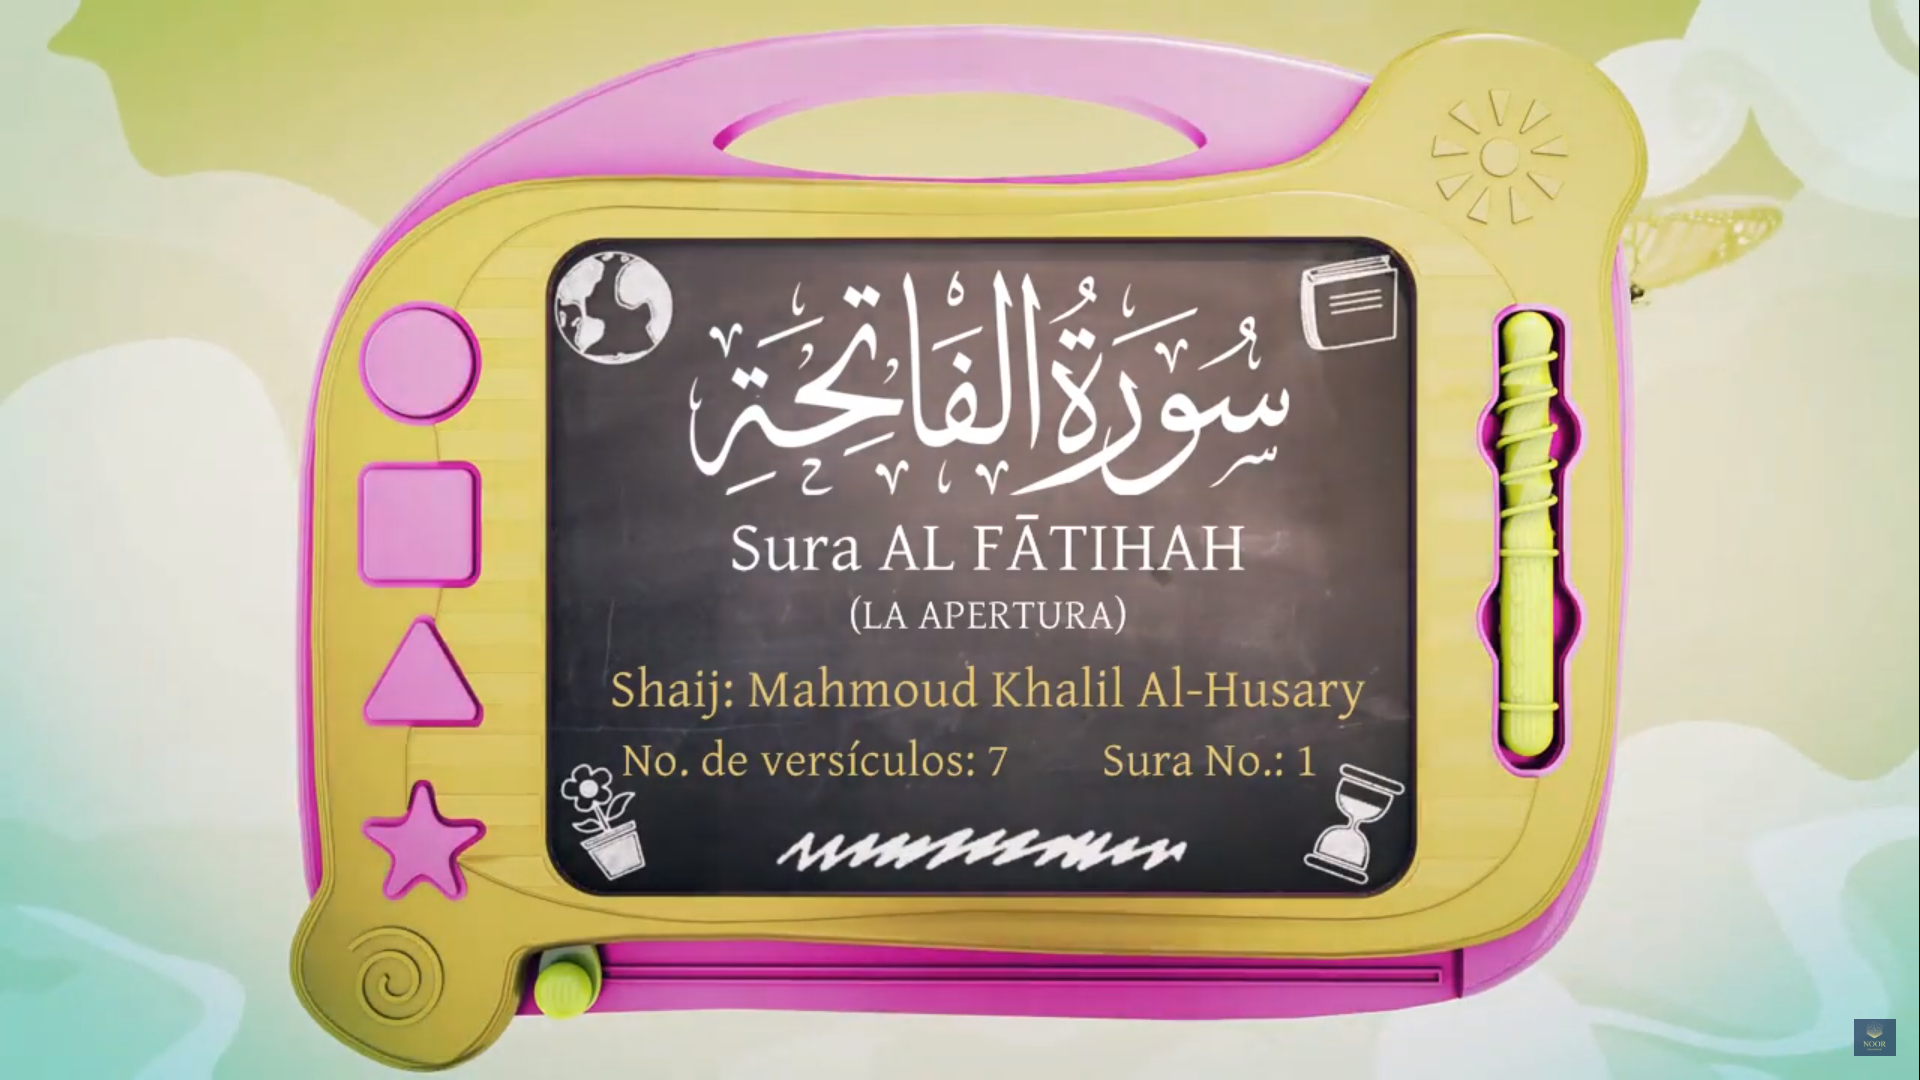 سُورَةُ الْفَاتِحَةِ
Sura AL FĀTIHAH
(LA APERTURA)
Shaij: Mahmoud Khalil Al-Husary
No. de versículos: 7 Sura No.: 1
NOOR